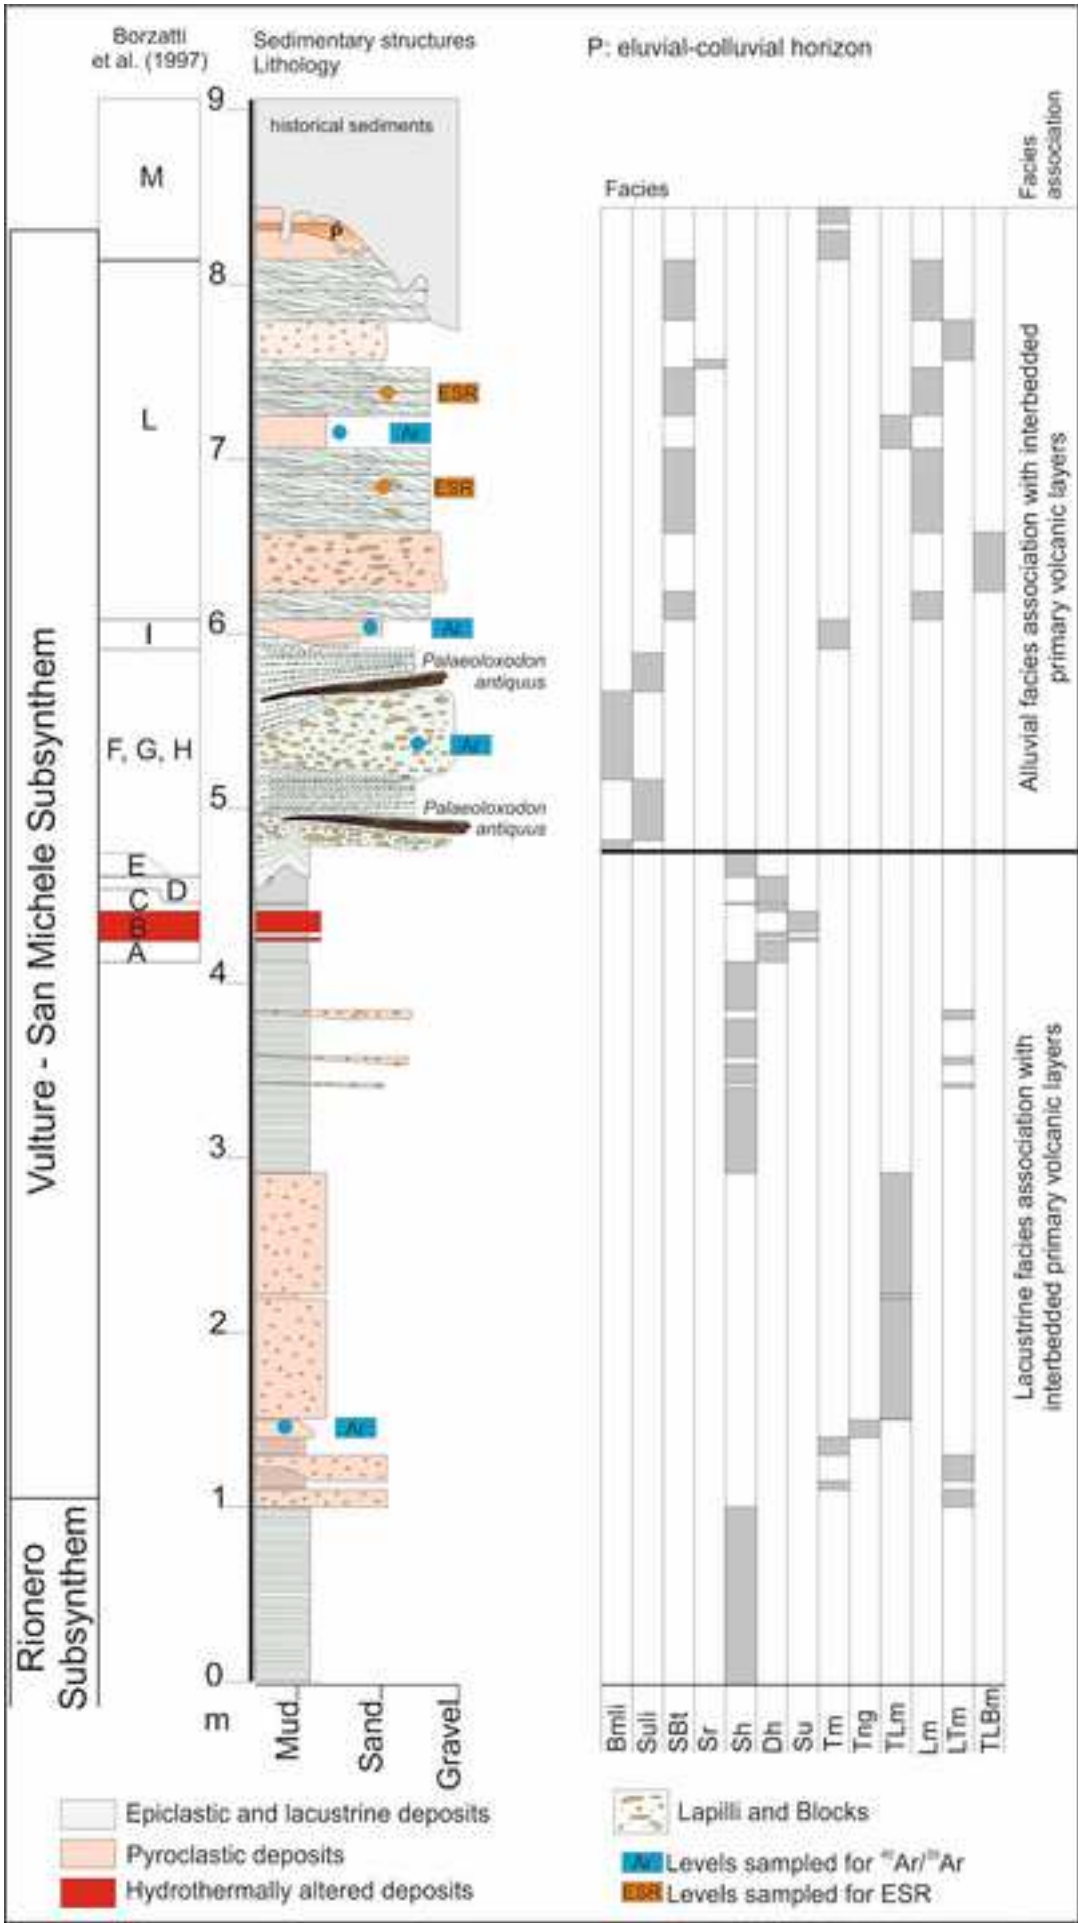 Borzatti
et al. (1997)
Sedimentary structures
Lithology
P: eluvial-colluvial horizon
Facies
Facies
association
9
historical sediments
M
P
8
ESR
L
Ar
7
ESR
6
I
Ar
Palaeoloxodon
antiquus
F, G, H
Ar
5
Palaeoloxodon
antiquus
E
D
C
B
A
4
3
2
Ar
1
0
m
Vulture - San Michele Subsynthem
Rionero
Subsynthem
Alluvial facies association with interbedded
primary volcanic layers
Lacustrine facies association with
interbedded primary volcanic layers
Mud
Sand
Gravel
Bmli
Suli
SBt
Sr
Sh
Dh
Su
Tm
Tng
TLm
Lm
LTm
TLBm
Epiclastic and lacustrine deposits
Pyroclastic deposits
Hydrothermally altered deposits
Lapilli and Blocks
Ar Levels sampled for ⁴⁰Ar/³⁹Ar
ESR Levels sampled for ESR